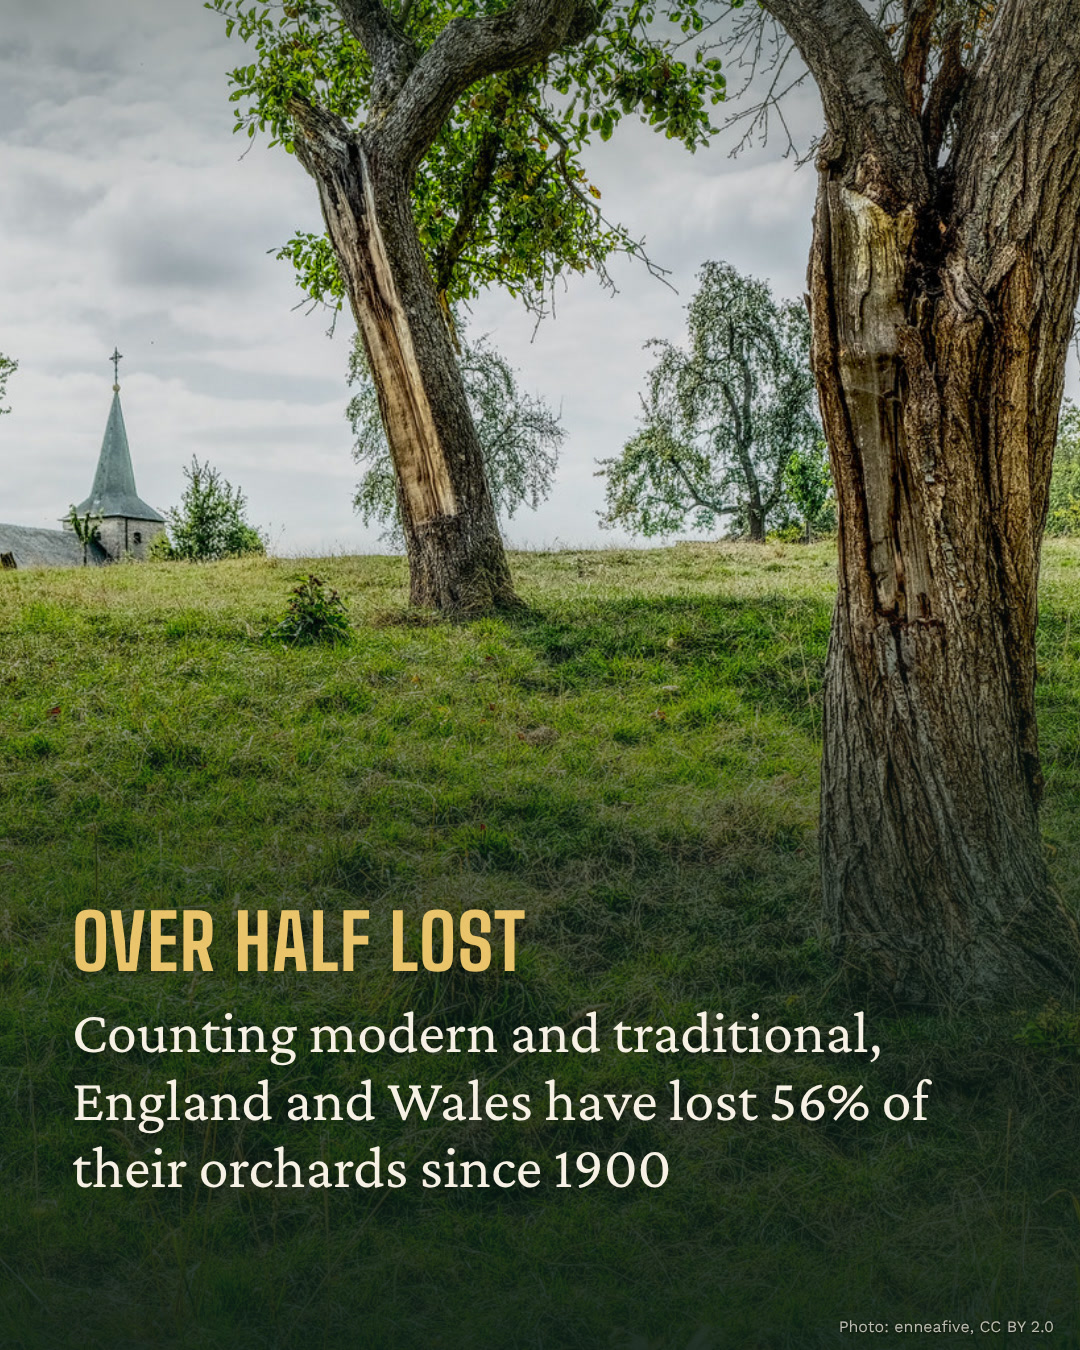 OVER HALF LOST
Counting modern and traditional,
England and Wales have lost 56% of
their orchards since 1900
Photo: enneafive, CC BY 2.0